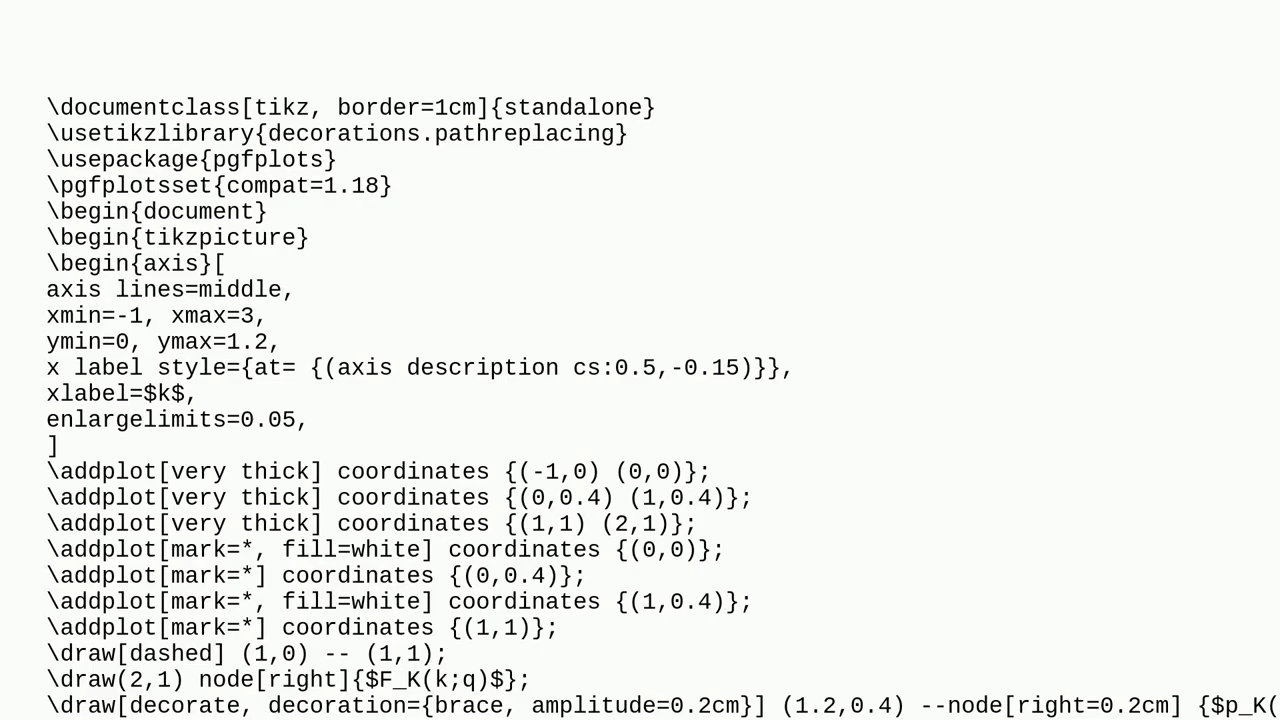 \documentclass[tikz, border=1cm]{standalone}
\usetikzlibrary{decorations.pathreplacing}
\usepackage{pgfplots}
\pgfplotsset{compat=1.18}
\begin{document}
\begin{tikzpicture}
\begin{axis}[
axis lines=middle,
xmin=-1, xmax=3,
ymin=0, ymax=1.2,
x label style={at= {(axis description cs:0.5,-0.15)}},
xlabel=$k$,
enlargelimits=0.05,
]
\addplot[very thick] coordinates {(-1,0) (0,0)};
\addplot[very thick] coordinates {(0,0.4) (1,0.4)};
\addplot[very thick] coordinates {(1,1) (2,1)};
\addplot[mark=*, fill=white] coordinates {(0,0)};
\addplot[mark=*] coordinates {(0,0.4)};
\addplot[mark=*, fill=white] coordinates {(1,0.4)};
\addplot[mark=*] coordinates {(1,1)};
\draw[dashed] (1,0) -- (1,1);
\draw(2,1) node[right]{$F_K(k;q)$};
\draw[decorate, decoration={brace, amplitude=0.2cm}] (1.2,0.4) --node[right=0.2cm] {$p_K(